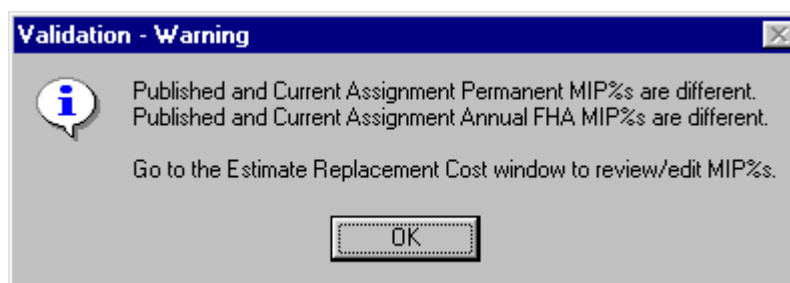 Validation - Warning
Published and Current Assignment Permanent MIP%s are different.
Published and Current Assignment Annual FHA MIP%s are different.
Go to the Estimate Replacement Cost window to review/edit MIP%s.
OK